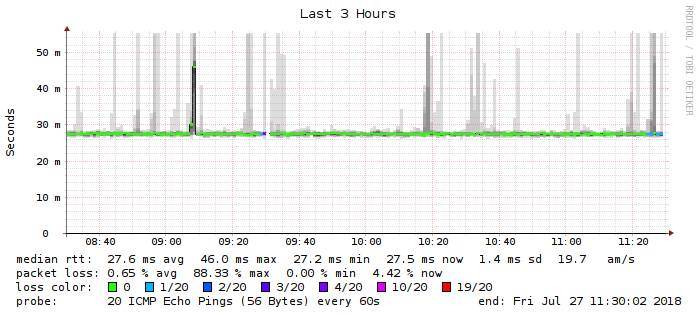 Last 3 Hours
RRDTOOL / TOBI OETIKER
Seconds
50 m
40 m
30 m
20 m
10 m
0
08:40 09:00 09:20 09:40 10:00 10:20 10:40 11:00 11:20
median rtt: 27.6 ms avg 46.0 ms max 27.2 ms min 27.5 ms now 1.4 ms sd 19.7 am/s
packet loss: 0.65 % avg 88.33 % max 0.00 % min 4.42 % now
loss color: 0 1/20 2/20 3/20 4/20 10/20 19/20
probe: 20 ICMP Echo Pings (56 Bytes) every 60s end: Fri Jul 27 11:30:02 2018